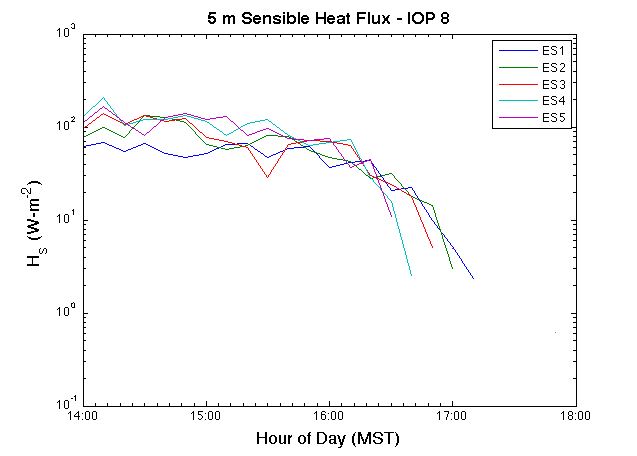 5 m Sensible Heat Flux - IOP 8
10^3
10^2
10^1
10^0
10^-1
H_S (W-m^-2)
ES1
ES2
ES3
ES4
ES5
14:00 15:00 16:00 17:00 18:00
Hour of Day (MST)